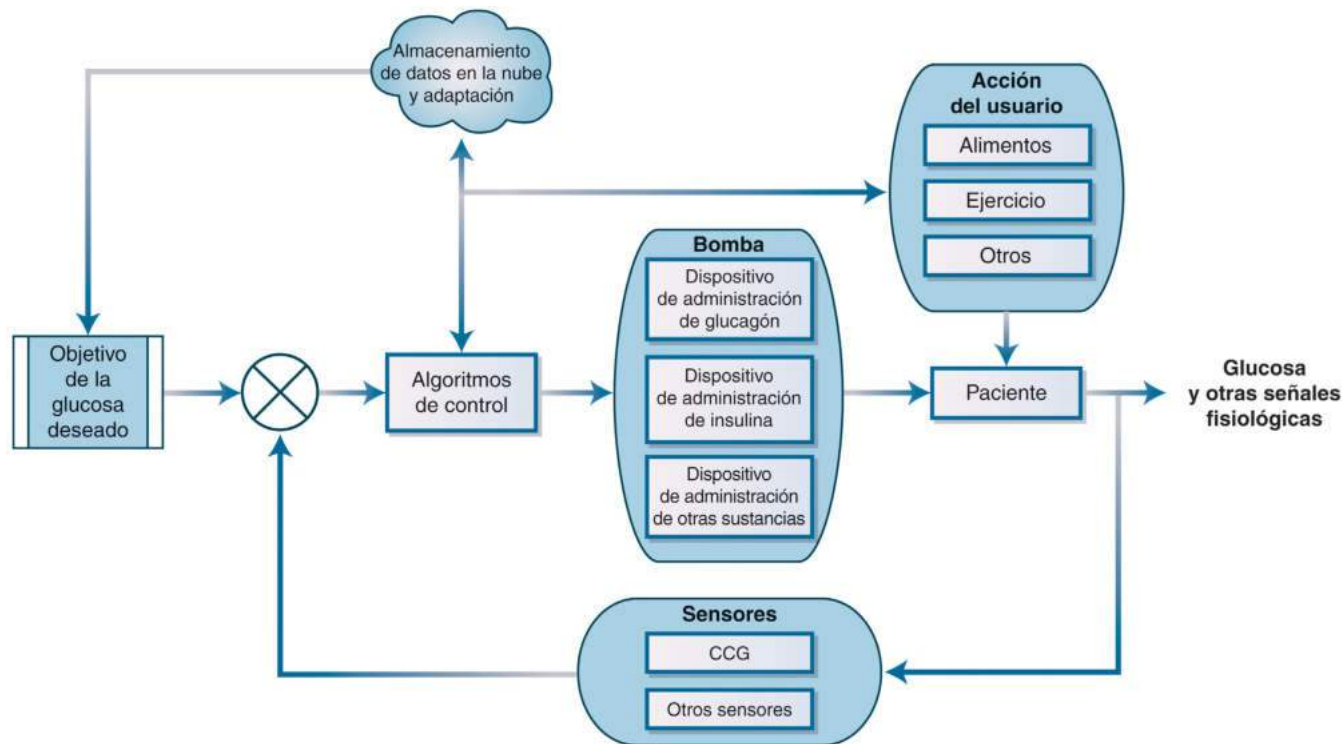 Almacenamiento
de datos en la nube
y adaptación
Acción
del usuario
Alimentos
Ejercicio
Otros
Bomba
Dispositivo
de administración
de glucagón
Objetivo
de la
glucosa
deseado
Algoritmos
de control
Dispositivo
de administración
de insulina
Paciente
Glucosa
y otras señales
fisiológicas
Dispositivo
de administración
de otras sustancias
Sensores
CCG
Otros sensores